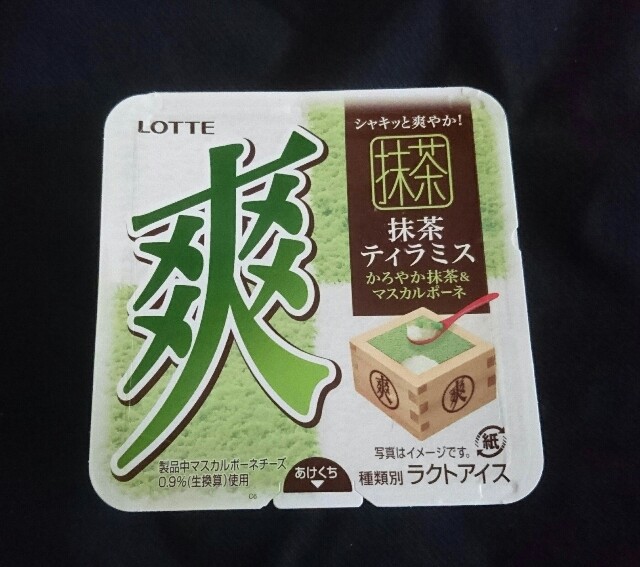 LOTTE
爽
シャキッと爽やか!
抹茶
抹茶
ティラミス
かろやか抹茶&
マスカルポーネ
爽 爽
写真はイメージです。
紙
製品中マスカルポーネチーズ
0.9%(生換算)使用
あけくち
種類別 ラクトアイス